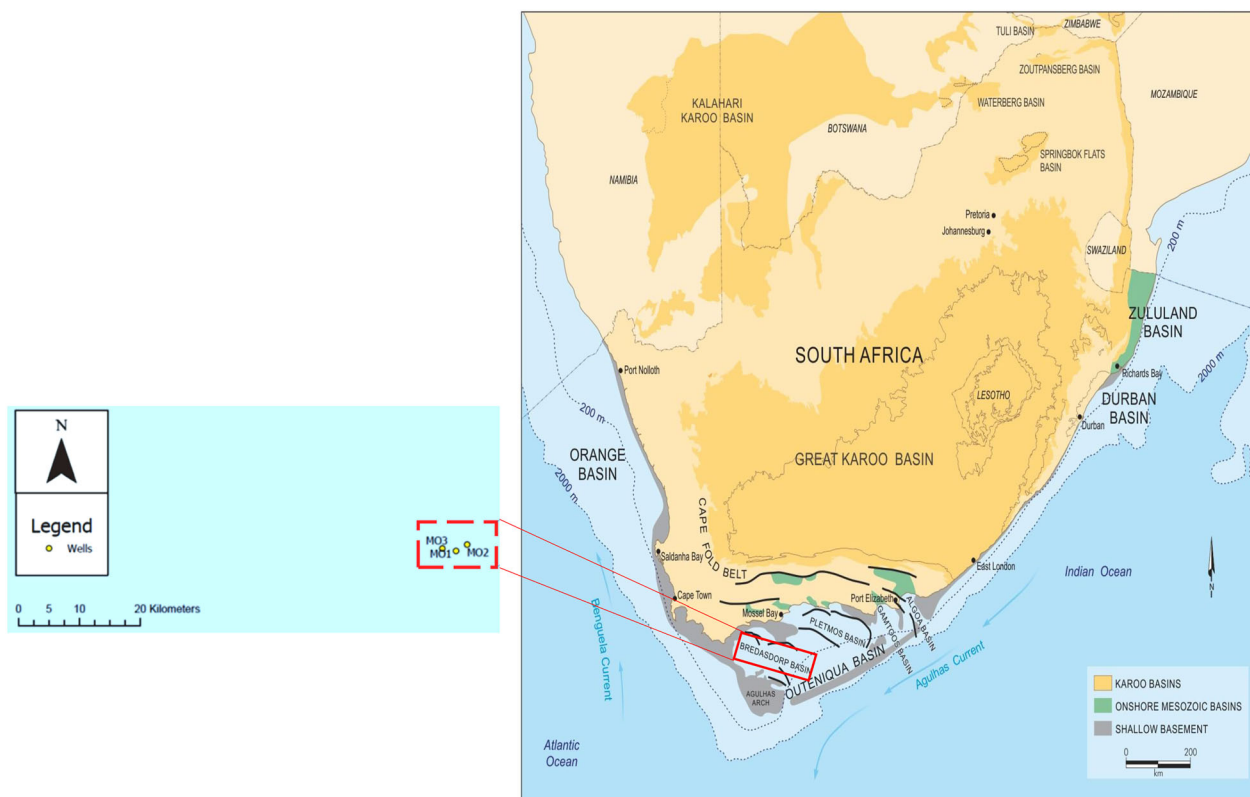 N
Legend
Wells
MO3
MO1
MO2
0 5 10 20 Kilometers
ZIMBABWE
TULI BASIN
ZOUTPANSBERG BASIN
MOZAMBIQUE
WATERBERG BASIN
KALAHARI
KAROO BASIN
BOTSWANA
SPRINGBOK FLATS
BASIN
NAMIBIA
Pretoria
Johannesburg
SWAZILAND
200 m
ZULULAND
BASIN
SOUTH AFRICA
Port Nolloth
Richards Bay
2000 m
LESOTHO
DURBAN
BASIN
Durban
200 m
ORANGE
BASIN
2000 m
GREAT KAROO BASIN
CAPE FOLD BELT
Saldanha Bay
East London
Indian Ocean
N
Cape Town
Mossel Bay
Port Elizabeth
ALGOA BASIN
GAMTOOS BASIN
PLETMOS BASIN
BREDASDORP BASIN
OUTENIQUA BASIN
Agulhas Current
Benguela Current
AGULHAS
ARCH
Atlantic
Ocean
KAROO BASINS
ONSHORE MESOZOIC BASINS
SHALLOW BASEMENT
0 200
km